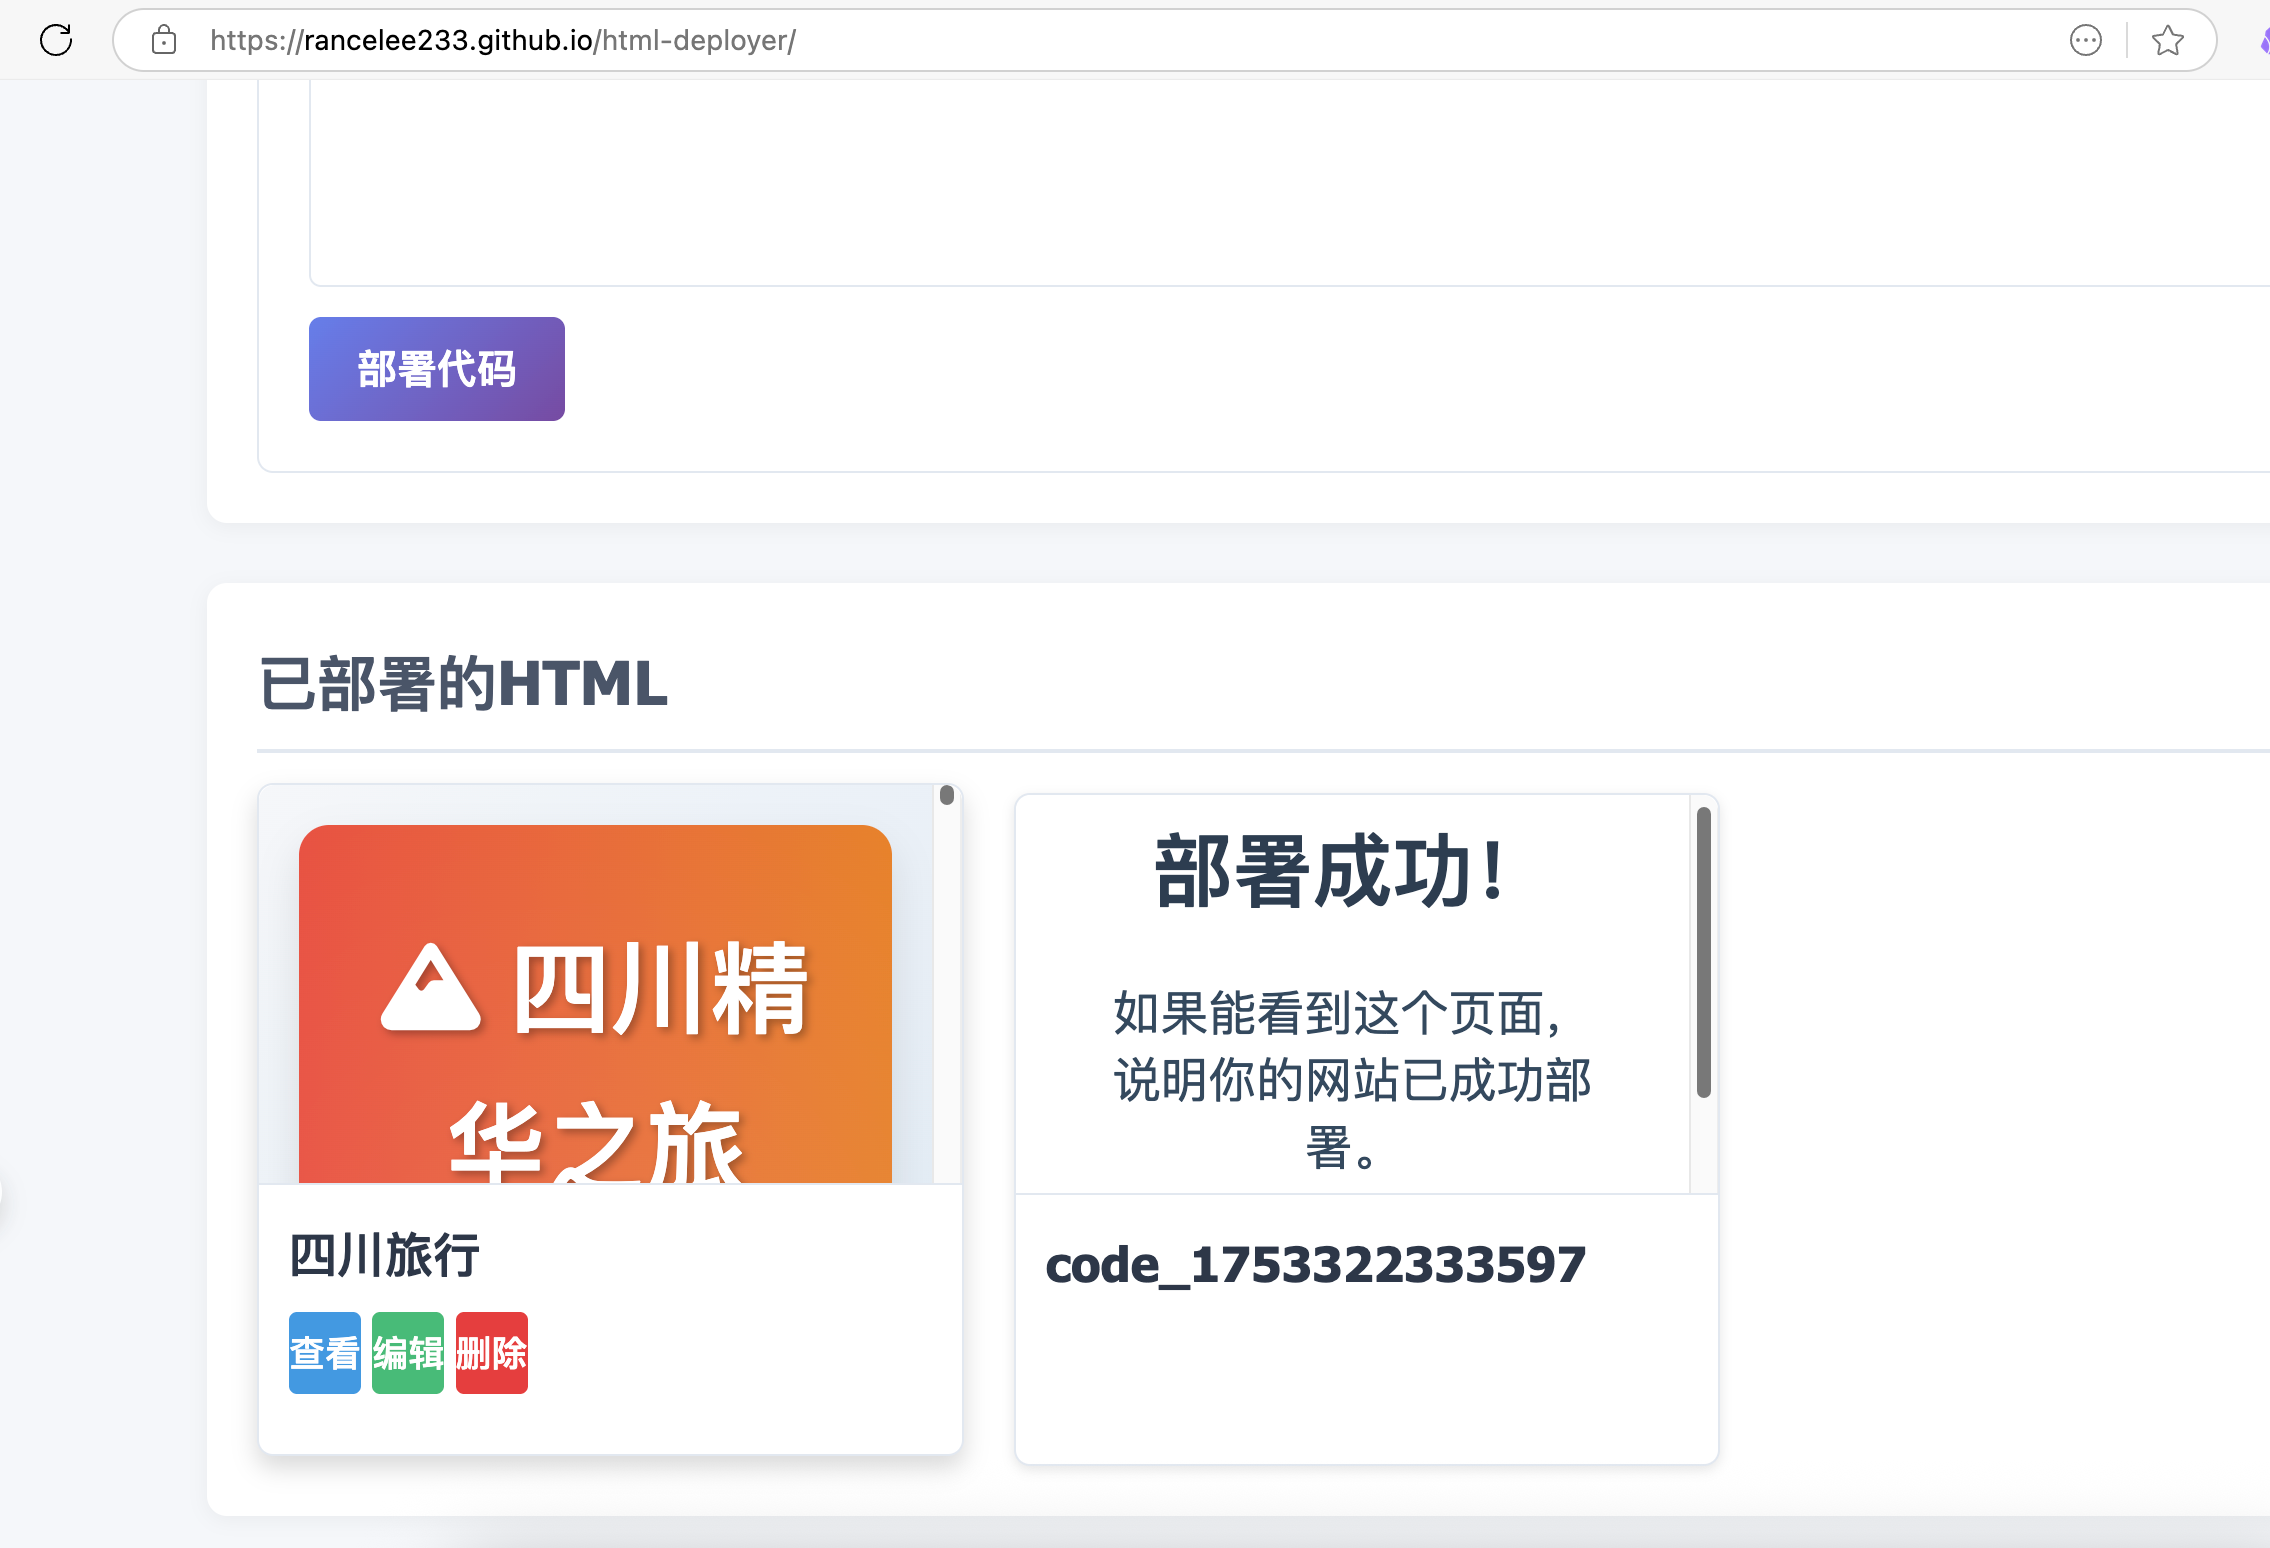 https://rancelee233.github.io/html-deployer/
部署代码
已部署的HTML
四川精
华之旅
四川旅行
查看 编辑 删除
部署成功！
如果能看到这个页面，
说明你的网站已成功部
署。
code_1753322333597